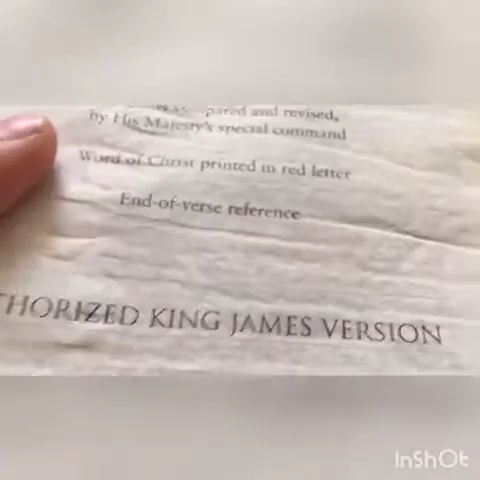 pared and revised,
by His Majesty's special command
Word of Christ printed in red letter
End-of-verse reference
THORIZED KING JAMES VERSION
InShOt